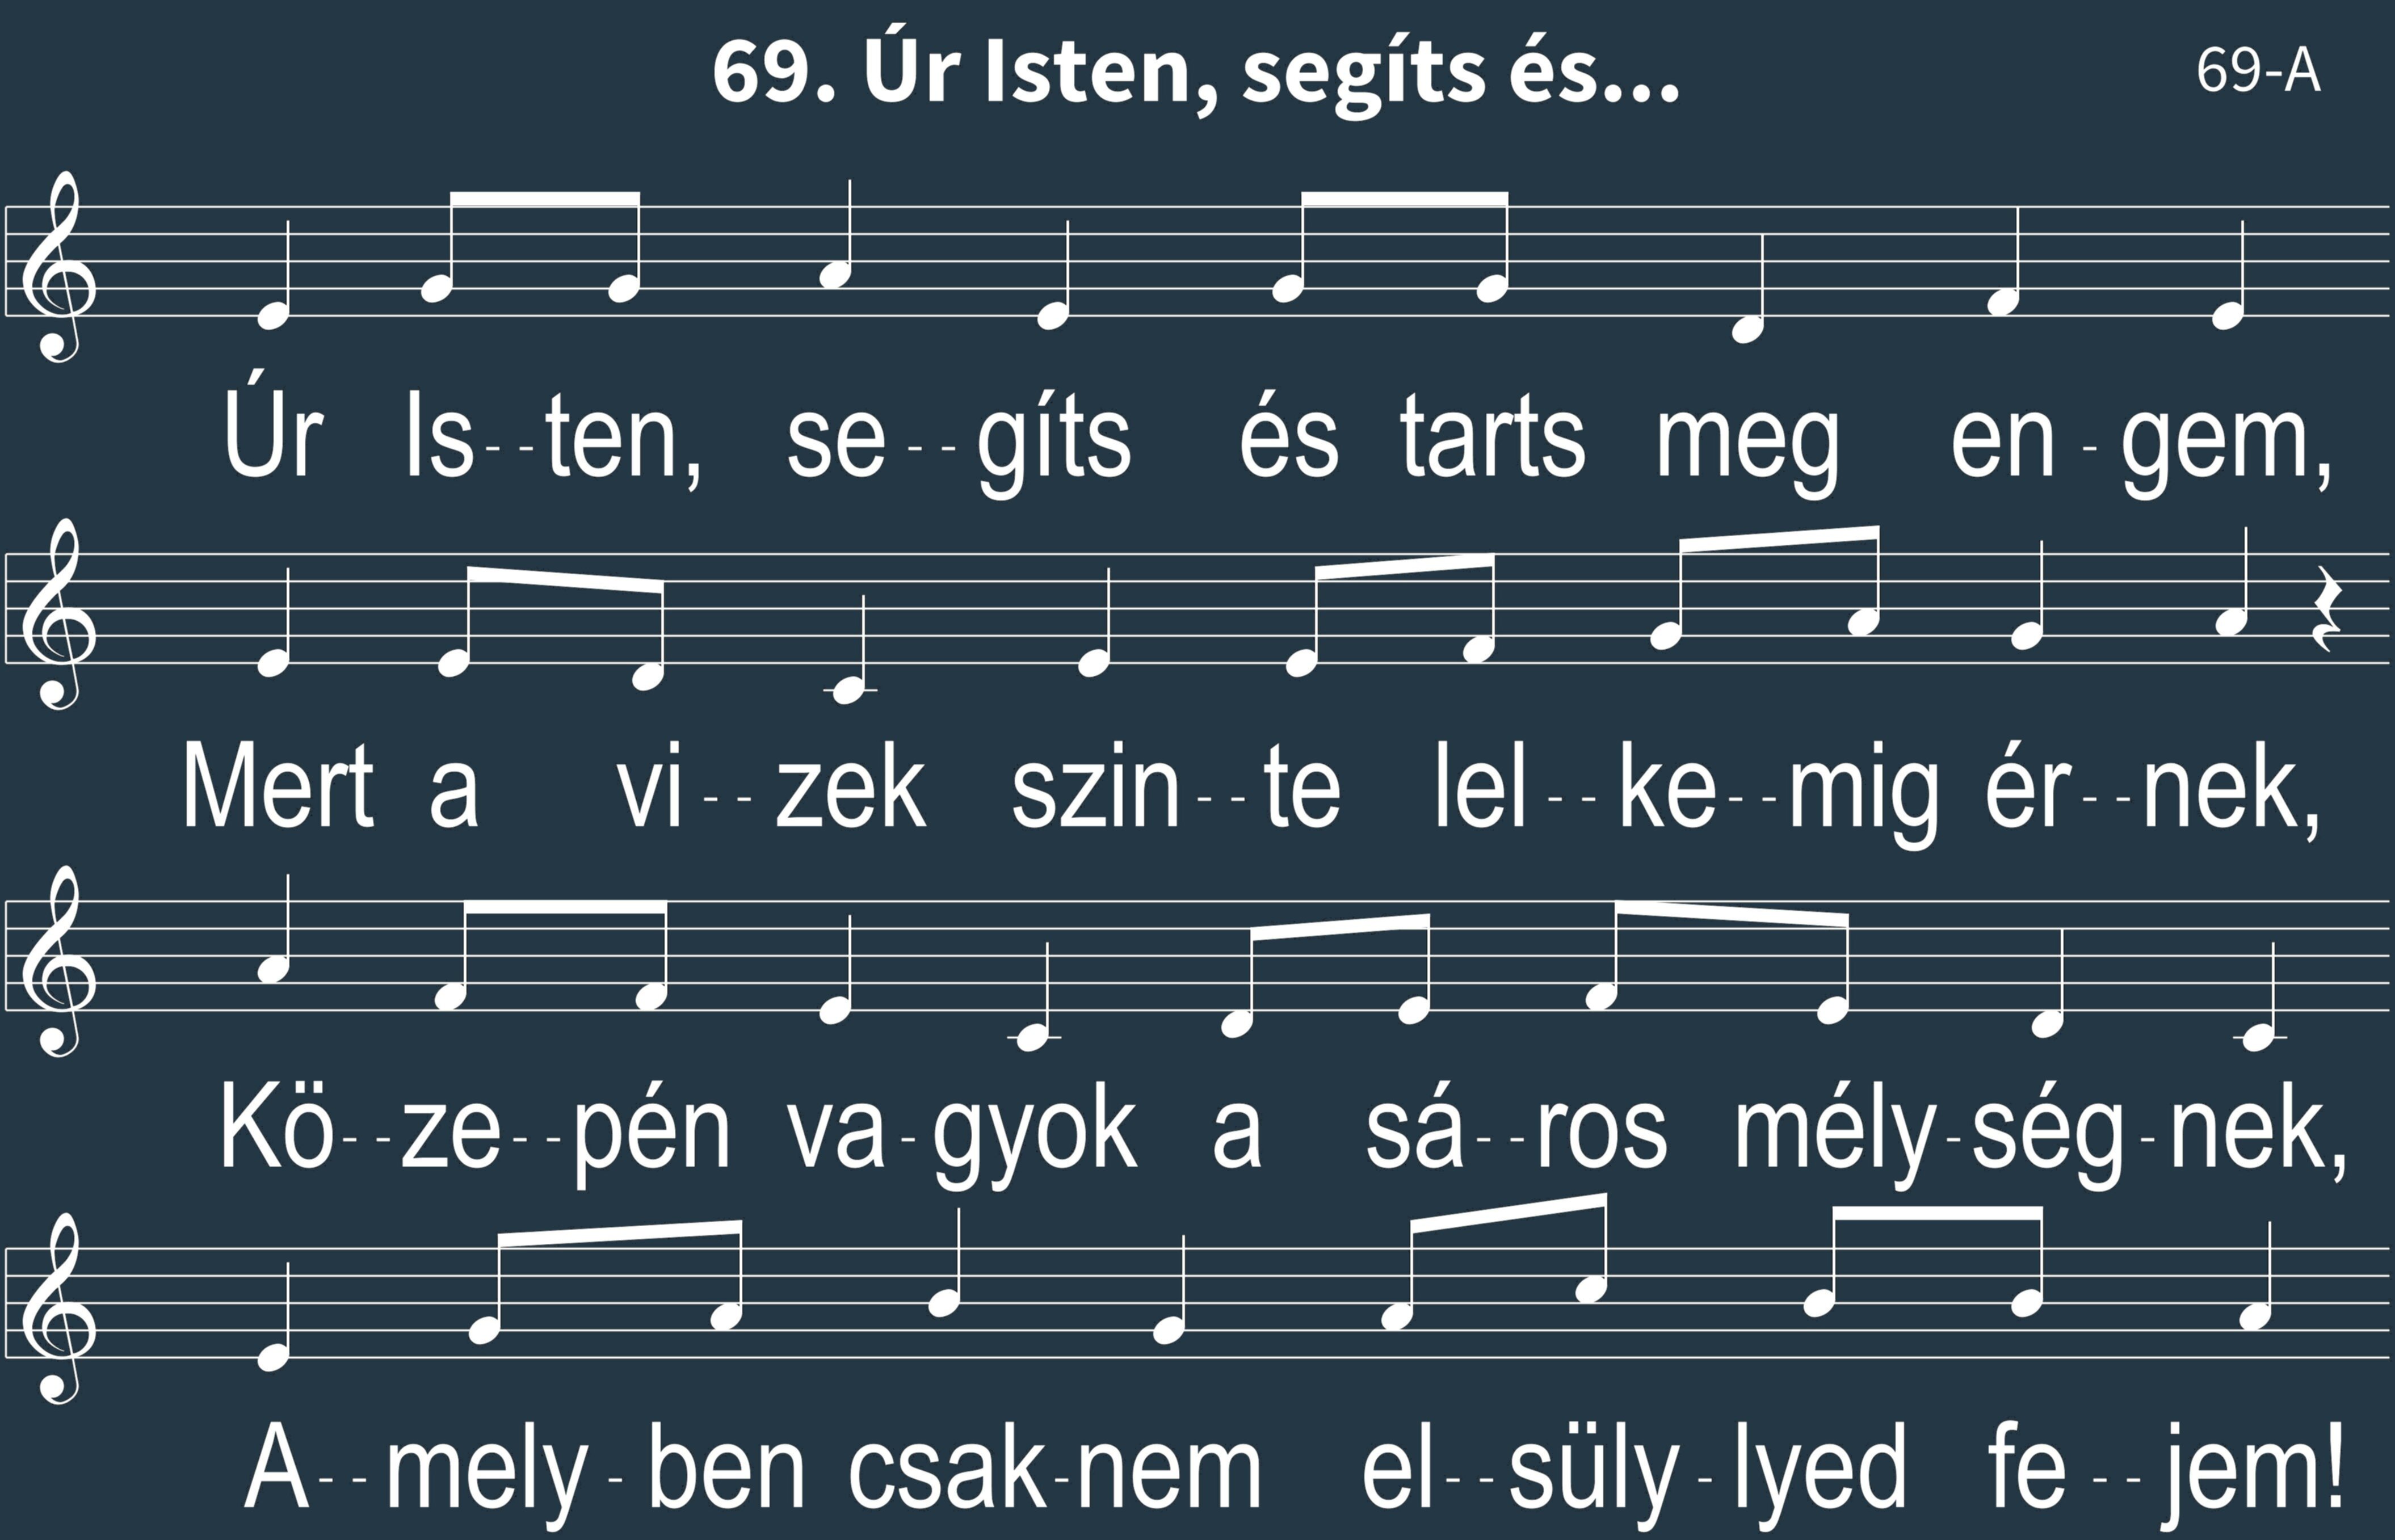 69. Úr Isten, segíts és...
69-A
Úr Is--ten, se--gíts és tarts meg en-gem,
Mert a vi--zek szin--te lel--ke--mig ér--nek,
Kö--ze--pén va-gyok a sá--ros mély-ség-nek,
A--mely-ben csak-nem el--süly-lyed fe--jem!